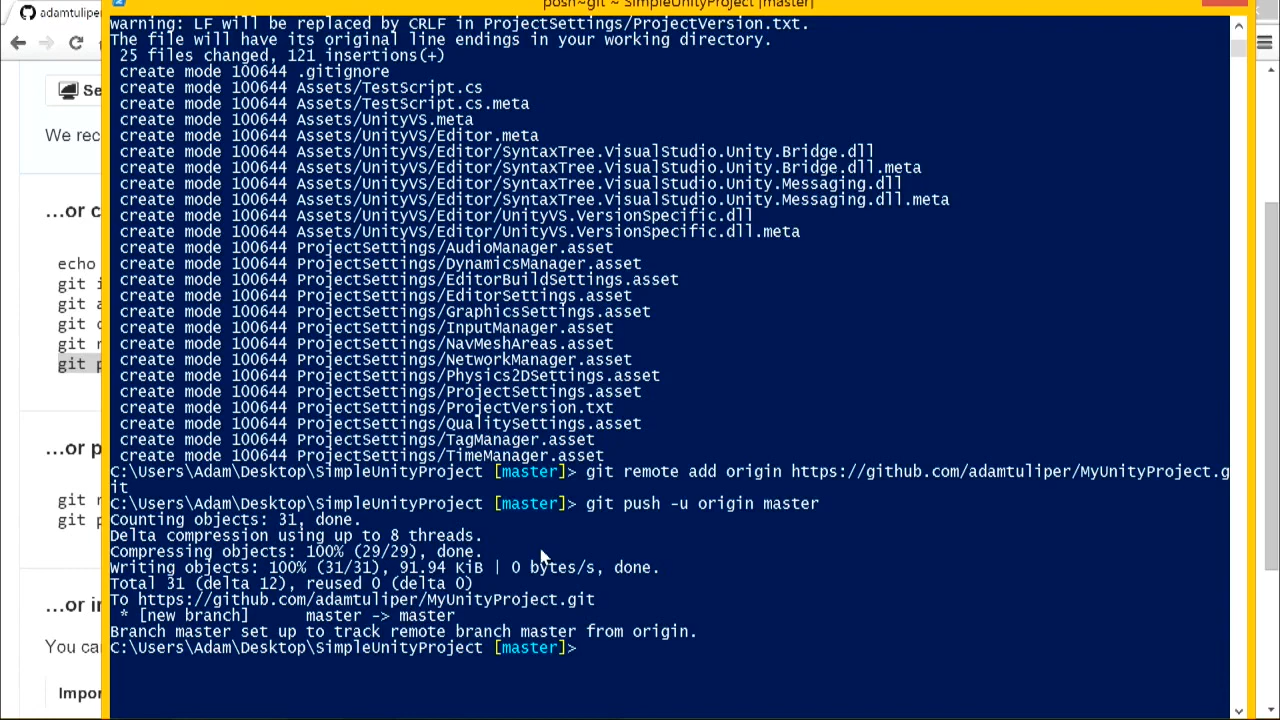 adamtuliper
posh~git ~ SimpleUnityProject [master]
warning: LF will be replaced by CRLF in ProjectSettings/ProjectVersion.txt.
The file will have its original line endings in your working directory.
25 files changed, 121 insertions(+)
create mode 100644 .gitignore
create mode 100644 Assets/TestScript.cs
create mode 100644 Assets/TestScript.cs.meta
create mode 100644 Assets/UnityVS.meta
create mode 100644 Assets/UnityVS/Editor.meta
create mode 100644 Assets/UnityVS/Editor/SyntaxTree.VisualStudio.Unity.Bridge.dll
create mode 100644 Assets/UnityVS/Editor/SyntaxTree.VisualStudio.Unity.Bridge.dll.meta
create mode 100644 Assets/UnityVS/Editor/SyntaxTree.VisualStudio.Unity.Messaging.dll
create mode 100644 Assets/UnityVS/Editor/SyntaxTree.VisualStudio.Unity.Messaging.dll.meta
create mode 100644 Assets/UnityVS/Editor/UnityVS.VersionSpecific.dll
create mode 100644 Assets/UnityVS/Editor/UnityVS.VersionSpecific.dll.meta
create mode 100644 ProjectSettings/AudioManager.asset
create mode 100644 ProjectSettings/DynamicsManager.asset
create mode 100644 ProjectSettings/EditorBuildSettings.asset
create mode 100644 ProjectSettings/EditorSettings.asset
create mode 100644 ProjectSettings/GraphicsSettings.asset
create mode 100644 ProjectSettings/InputManager.asset
create mode 100644 ProjectSettings/NavMeshAreas.asset
create mode 100644 ProjectSettings/NetworkManager.asset
create mode 100644 ProjectSettings/Physics2DSettings.asset
create mode 100644 ProjectSettings/ProjectSettings.asset
create mode 100644 ProjectSettings/ProjectVersion.txt
create mode 100644 ProjectSettings/QualitySettings.asset
create mode 100644 ProjectSettings/TagManager.asset
create mode 100644 ProjectSettings/TimeManager.asset
C:\Users\Adam\Desktop\SimpleUnityProject [master]> git remote add origin https://github.com/adamtuliper/MyUnityProject.g
it
C:\Users\Adam\Desktop\SimpleUnityProject [master]> git push -u origin master
Counting objects: 31, done.
Delta compression using up to 8 threads.
Compressing objects: 100% (29/29), done.
Writing objects: 100% (31/31), 91.94 KiB | 0 bytes/s, done.
Total 31 (delta 12), reused 0 (delta 0)
To https://github.com/adamtuliper/MyUnityProject.git
* [new branch] master -> master
Branch master set up to track remote branch master from origin.
C:\Users\Adam\Desktop\SimpleUnityProject [master]>
Se
We rec
...or c
echo
git i
git a
git c
git r
git p
...or p
git r
git p
...or i
You ca
Impor